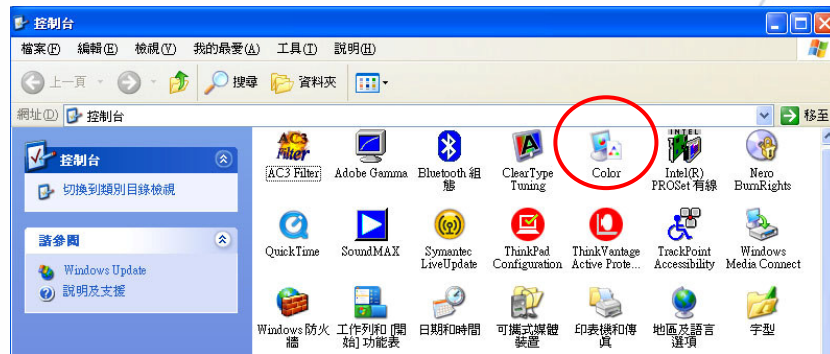 控制台
檔案(F) 編輯(E) 檢視(V) 我的最愛(A) 工具(T) 說明(H)
上一頁 搜尋 資料夾
網址(D) 控制台 移至
控制台
切換到類別目錄檢視
請參閱
Windows Update
說明及支援
AC3 Filter
AC3 Filter
Adobe Gamma
Bluetooth 組
態
ClearType
Tuning
Color
INTEL
Intel(R)
PROSet 有線
Nero
BurnRights
QuickTime
SoundMAX
Symantec
LiveUpdate
ThinkPad
Configuration
ThinkVantage
Active Prote...
TrackPoint
Accessibility
Windows
Media Connect
Windows 防火
牆
工作列和 [開
始] 功能表
日期和時間
可攜式媒體
裝置
印表機和傳
真
地區及語言
選項
字型